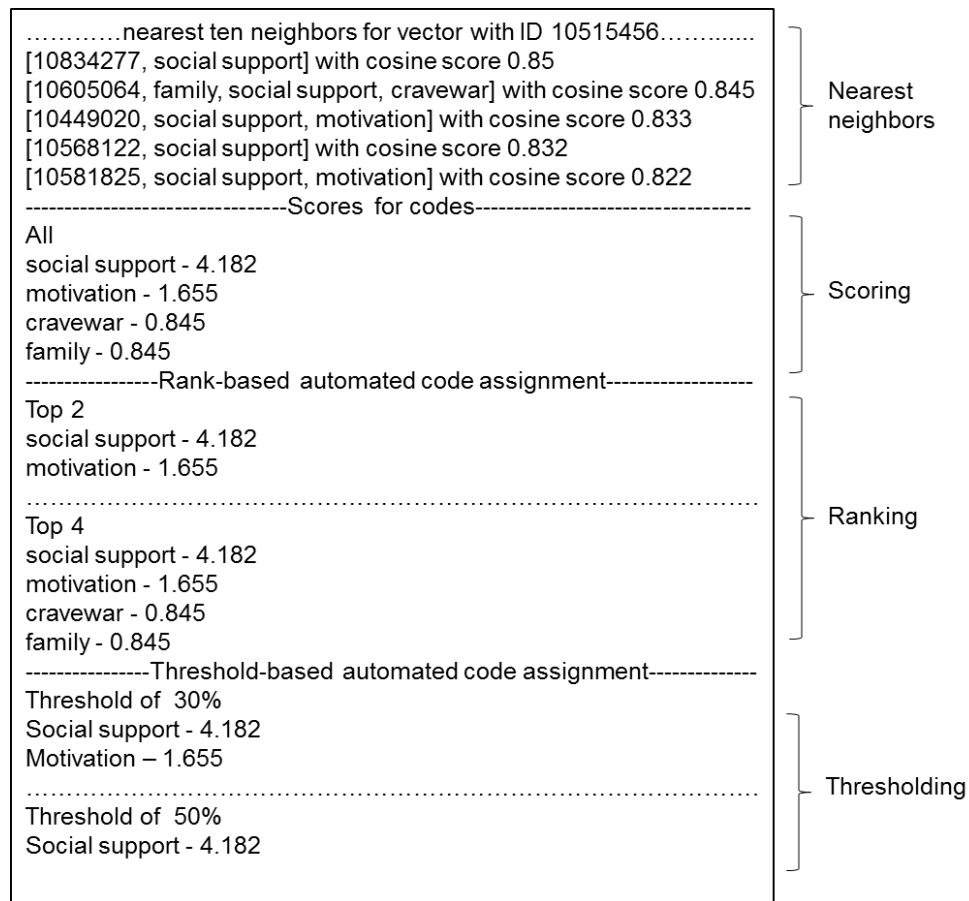 …………nearest ten neighbors for vector with ID 10515456…….......
[10834277, social support] with cosine score 0.85
[10605064, family, social support, cravewar] with cosine score 0.845
[10449020, social support, motivation] with cosine score 0.833
[10568122, social support] with cosine score 0.832
[10581825, social support, motivation] with cosine score 0.822
Nearest
neighbors
---------------------------------Scores for codes-----------------------------------
All
social support - 4.182
motivation - 1.655
cravewar - 0.845
family - 0.845
Scoring
-----------------Rank-based automated code assignment-------------------
Top 2
social support - 4.182
motivation - 1.655
……………………………………………………………………………….
Top 4
social support - 4.182
motivation - 1.655
cravewar - 0.845
family - 0.845
Ranking
----------------Threshold-based automated code assignment--------------
Threshold of 30%
Social support - 4.182
Motivation – 1.655
……………………………………………………………………………….
Threshold of 50%
Social support - 4.182
Thresholding